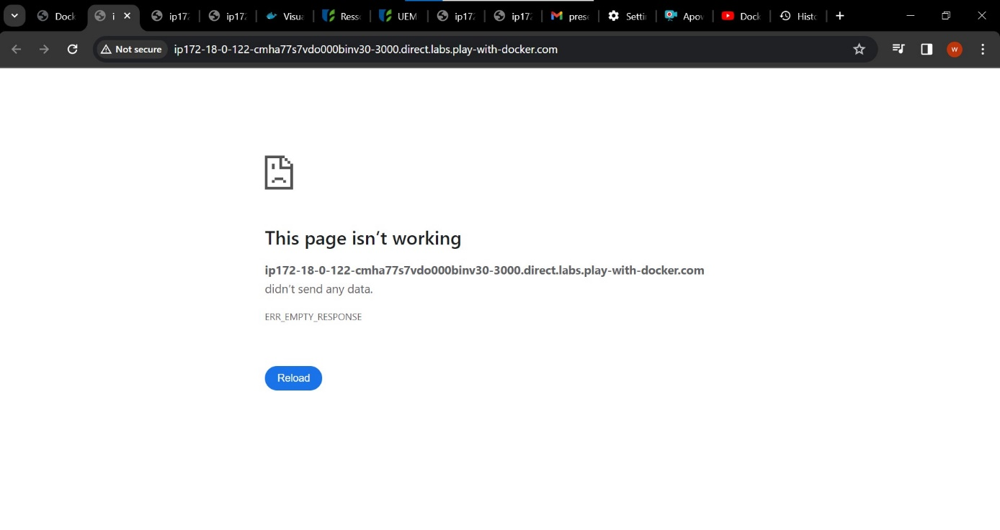 Dock
i
ip17
ip17
Visua
Ress
UEM
ip17
ip17
pres
Setti
Apov
Dock
Histo
Not secure
ip172-18-0-122-cmha77s7vdo000binv30-3000.direct.labs.play-with-docker.com
W
This page isn't working
ip172-18-0-122-cmha77s7vdo000binv30-3000.direct.labs.play-with-docker.com
didn't send any data.
ERR_EMPTY_RESPONSE
Reload